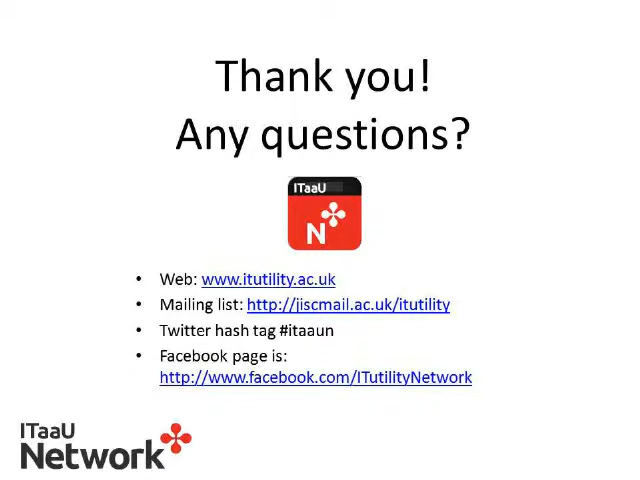 Thank you!
Any questions?
ITaaU
N
• Web: www.itutility.ac.uk
• Mailing list: http://jiscmail.ac.uk/itutility
• Twitter hash tag #itaaun
• Facebook page is:
http://www.facebook.com/ITutilityNetwork
ITaaU
Network